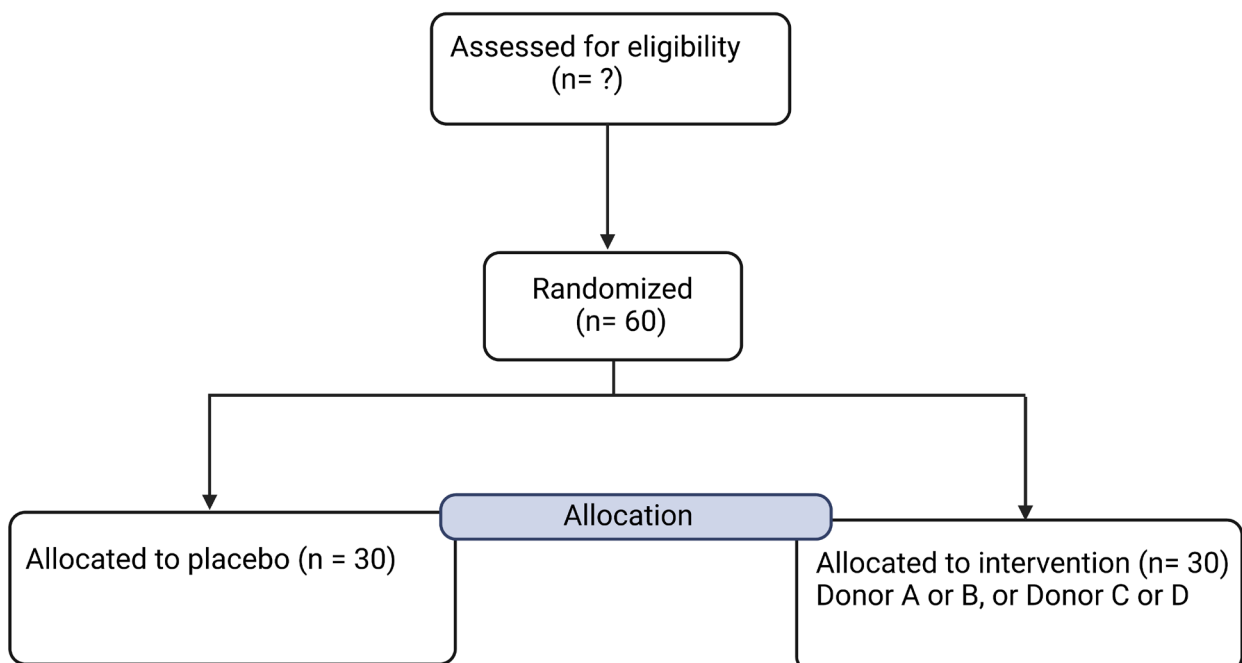 Assessed for eligibility
(n= ?)
Randomized
(n= 60)
Allocation
Allocated to placebo (n = 30)
Allocated to intervention (n= 30)
Donor A or B, or Donor C or D